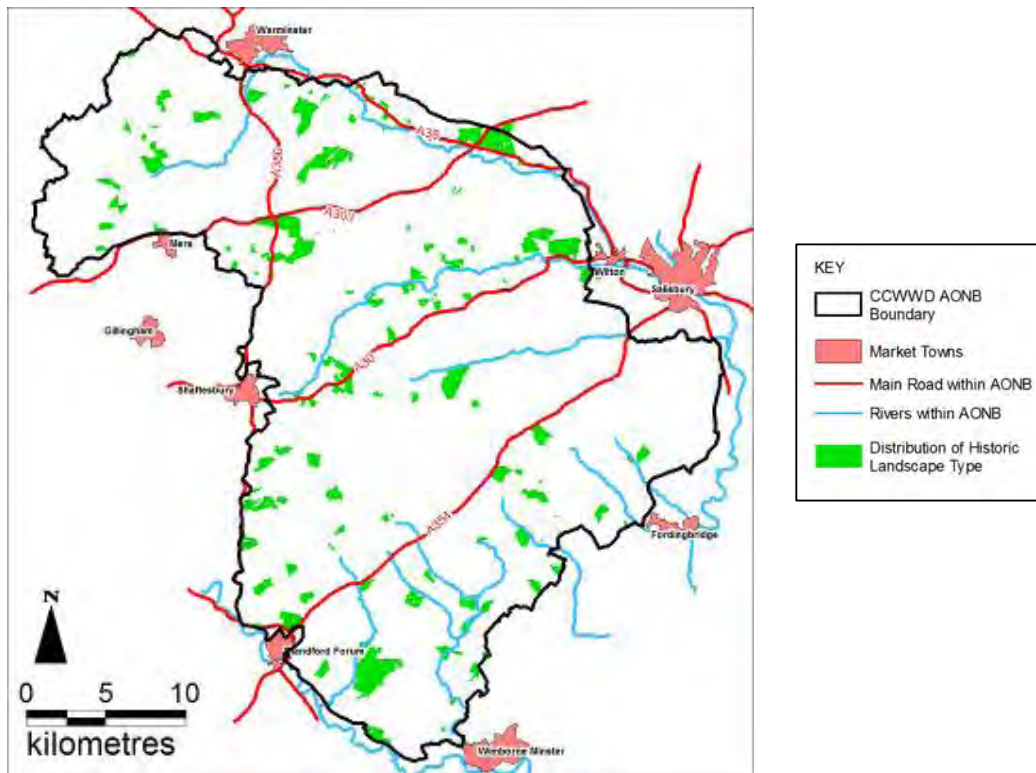 Warminster
A36
A350
A303
Mere
Wilton
Salisbury
Gillingham
Shaftesbury
A30
A354
Fordingbridge
Blandford Forum
Wimborne Minster
N
0 5 10
kilometres
KEY
CCWWD AONB
Boundary
Market Towns
Main Road within AONB
Rivers within AONB
Distribution of Historic
Landscape Type